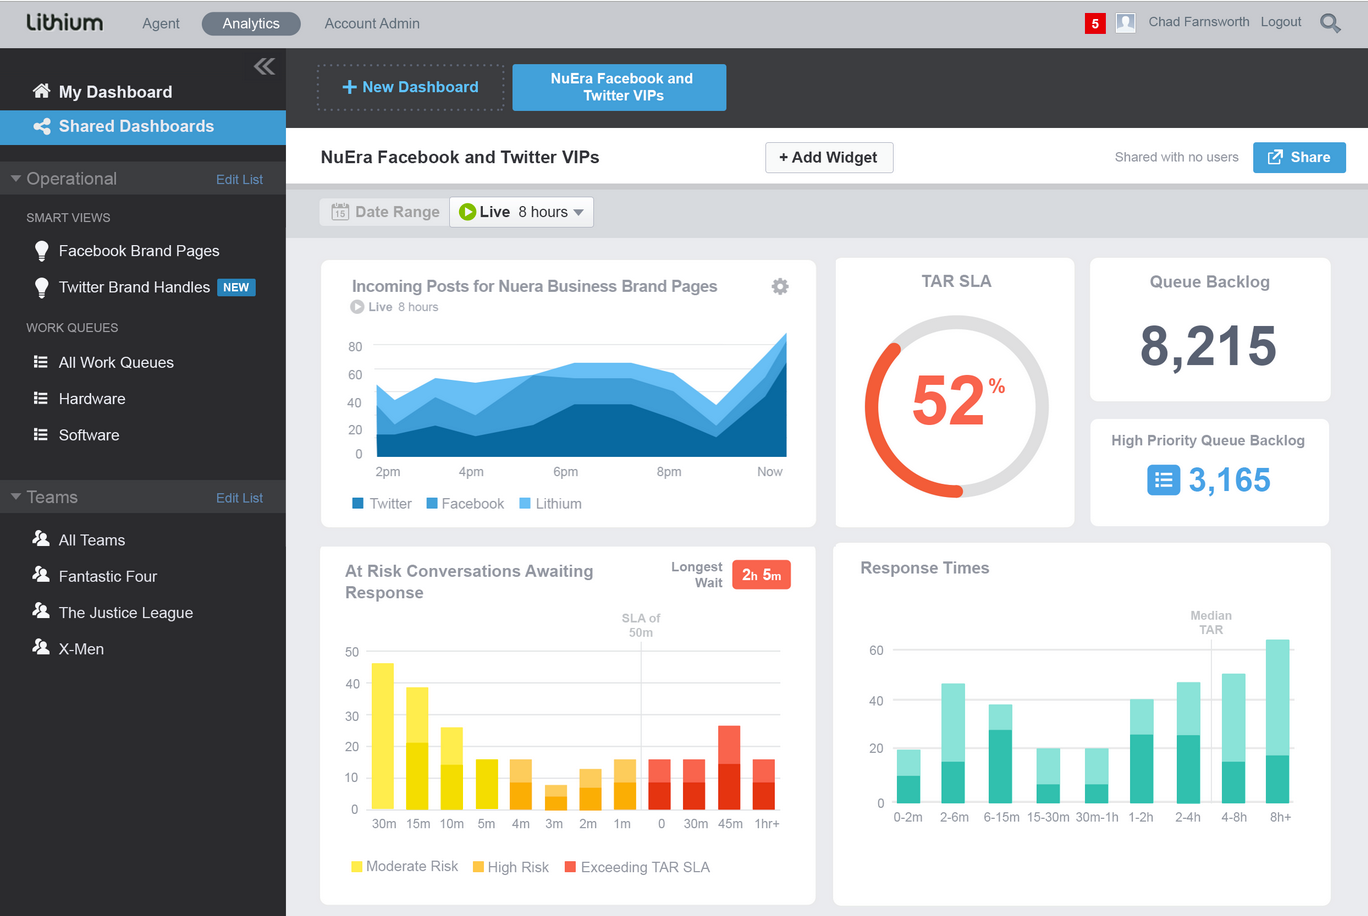 Lithium
Agent
Analytics
Account Admin
5
Chad Farnsworth
Logout
My Dashboard
Shared Dashboards
Operational
Edit List
SMART VIEWS
Facebook Brand Pages
Twitter Brand Handles NEW
WORK QUEUES
All Work Queues
Hardware
Software
Teams
Edit List
All Teams
Fantastic Four
The Justice League
X-Men
+ New Dashboard
NuEra Facebook and
Twitter VIPs
NuEra Facebook and Twitter VIPs
+ Add Widget
Shared with no users
Share
15
Date Range
Live 8 hours
Incoming Posts for Nuera Business Brand Pages
Live 8 hours
80
60
40
20
0
2pm 4pm 6pm 8pm Now
Twitter Facebook Lithium
TAR SLA
52%
Queue Backlog
8,215
High Priority Queue Backlog
3,165
At Risk Conversations Awaiting
Response
Longest
Wait
2h 5m
SLA of
50m
50
40
30
20
10
0
30m 15m 10m 5m 4m 3m 2m 1m 0 30m 45m 1hr+
Moderate Risk High Risk Exceeding TAR SLA
Response Times
Median
TAR
60
40
20
0
0-2m 2-6m 6-15m 15-30m 30m-1h 1-2h 2-4h 4-8h 8h+